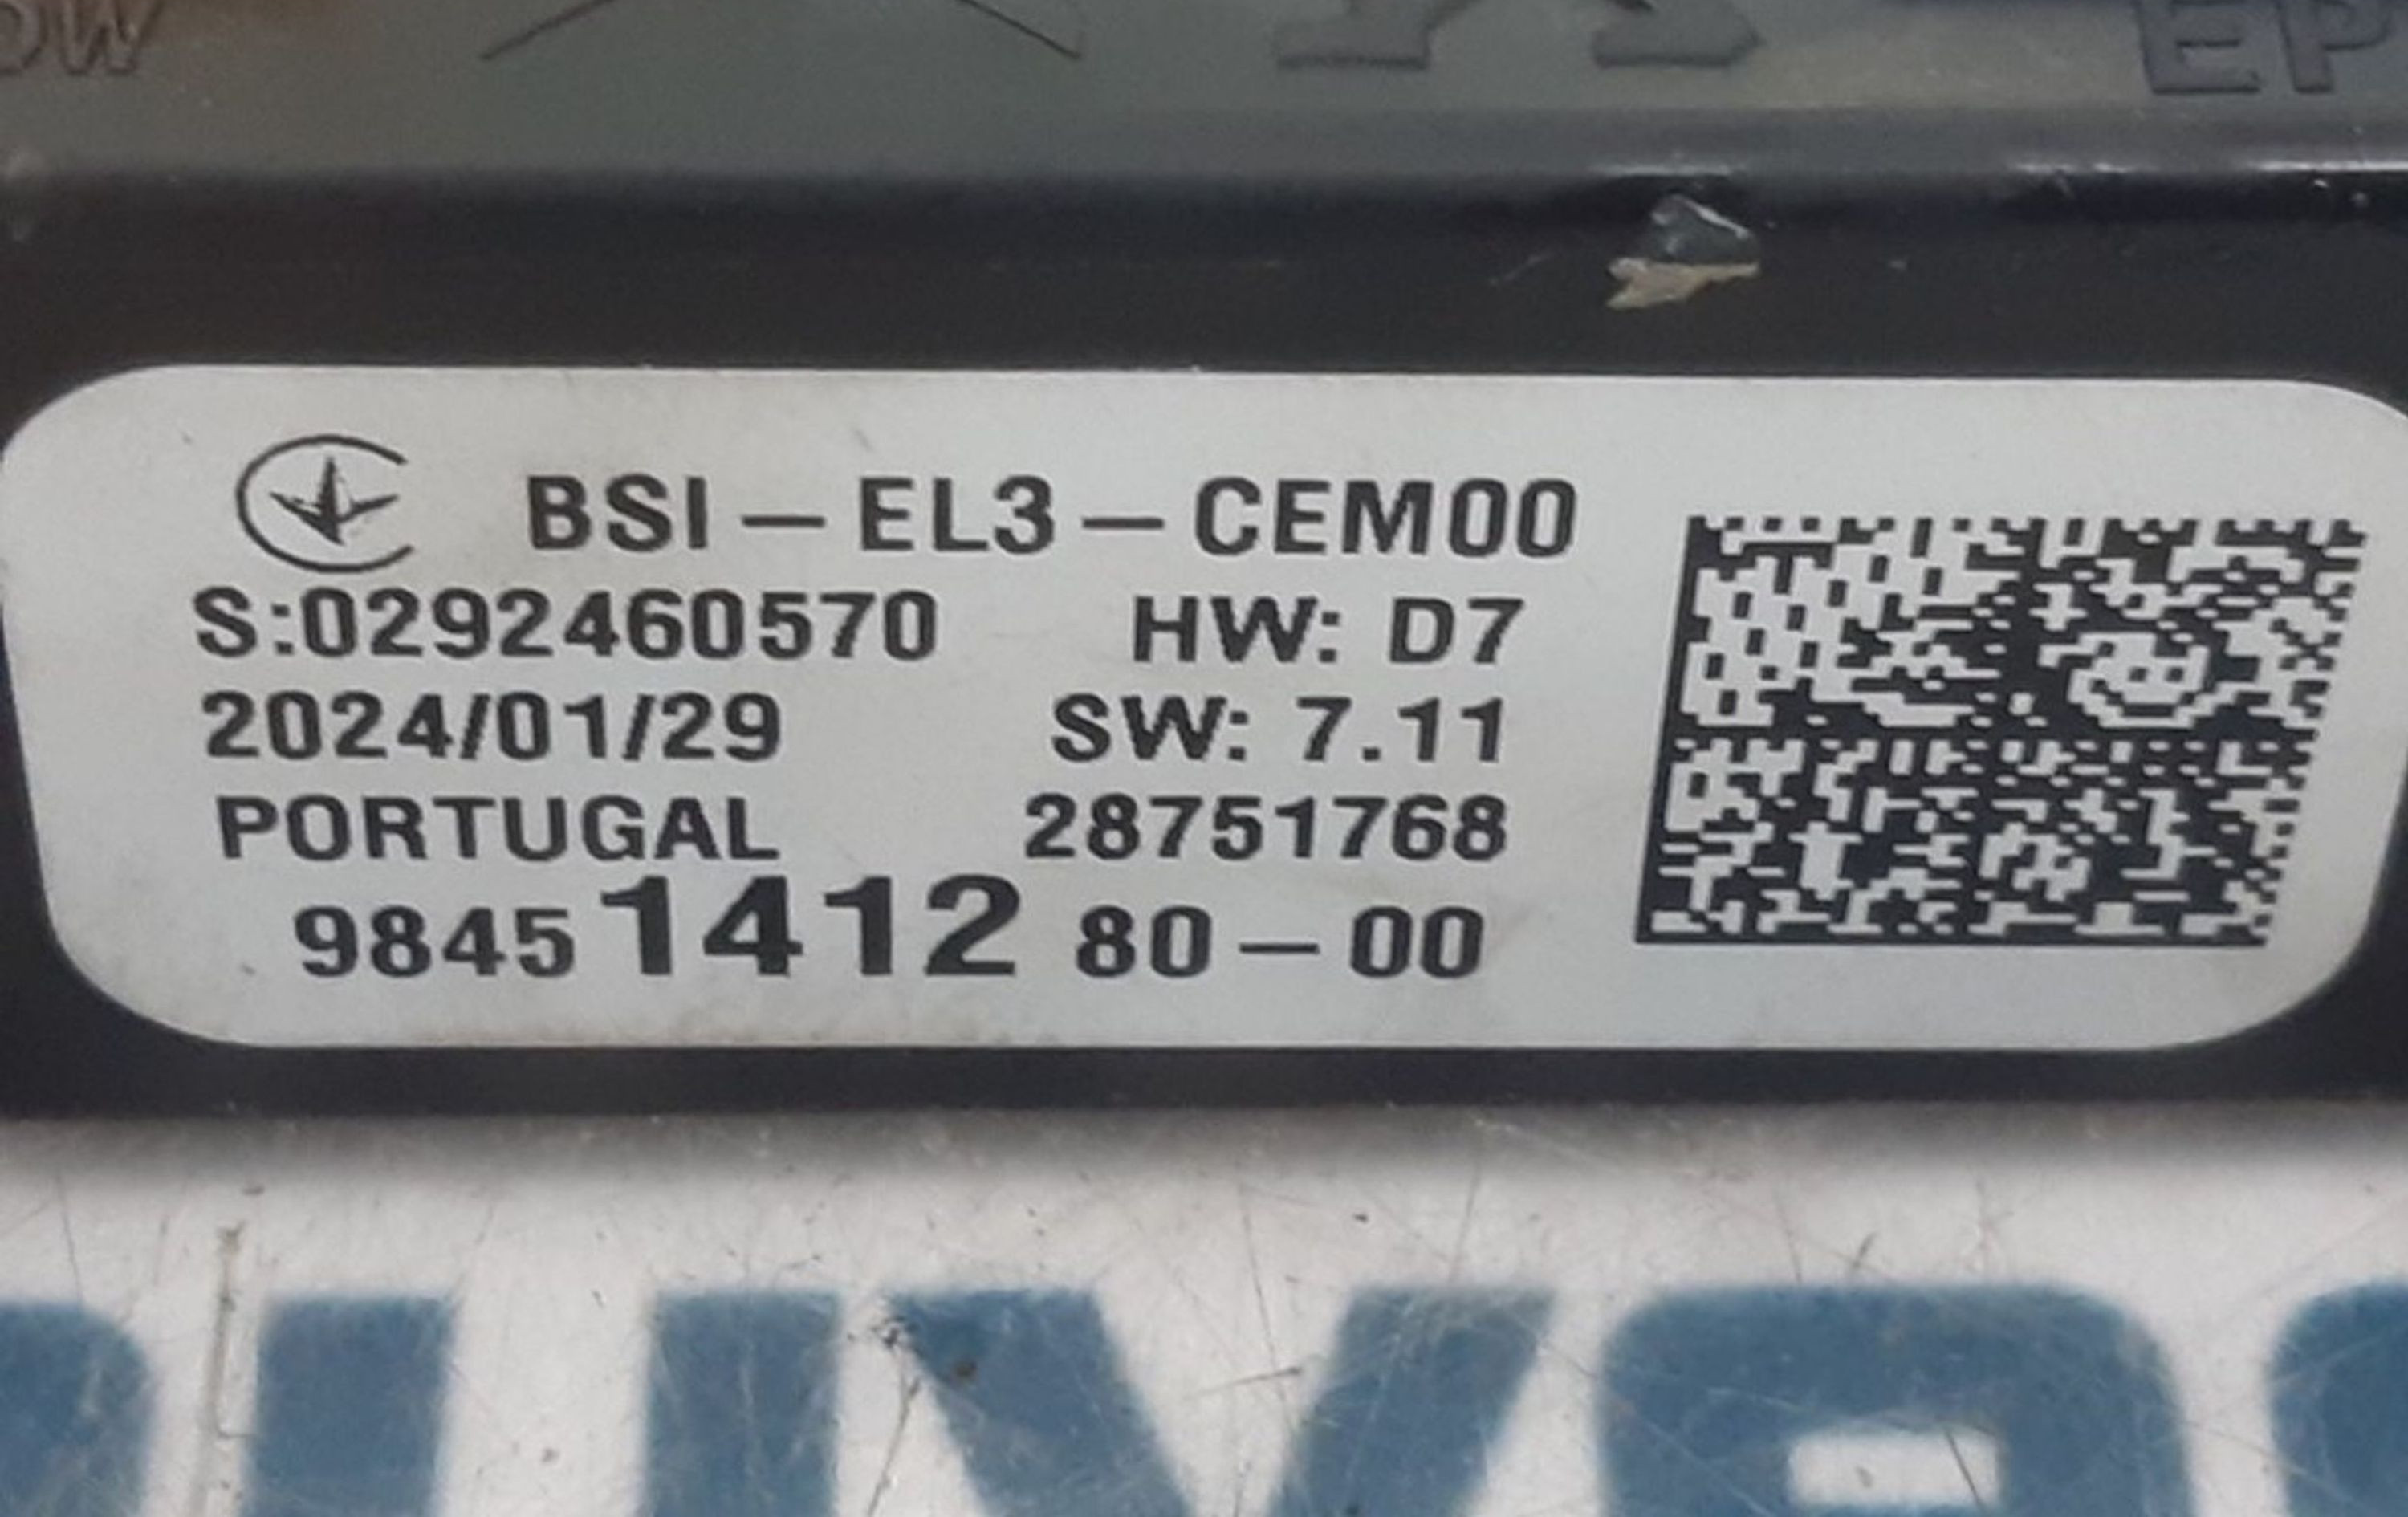 BSI-EL3-CEM00
S:0292460570 HW: D7
2024/01/29 SW: 7.11
PORTUGAL 28751768
9845 1412 80-00